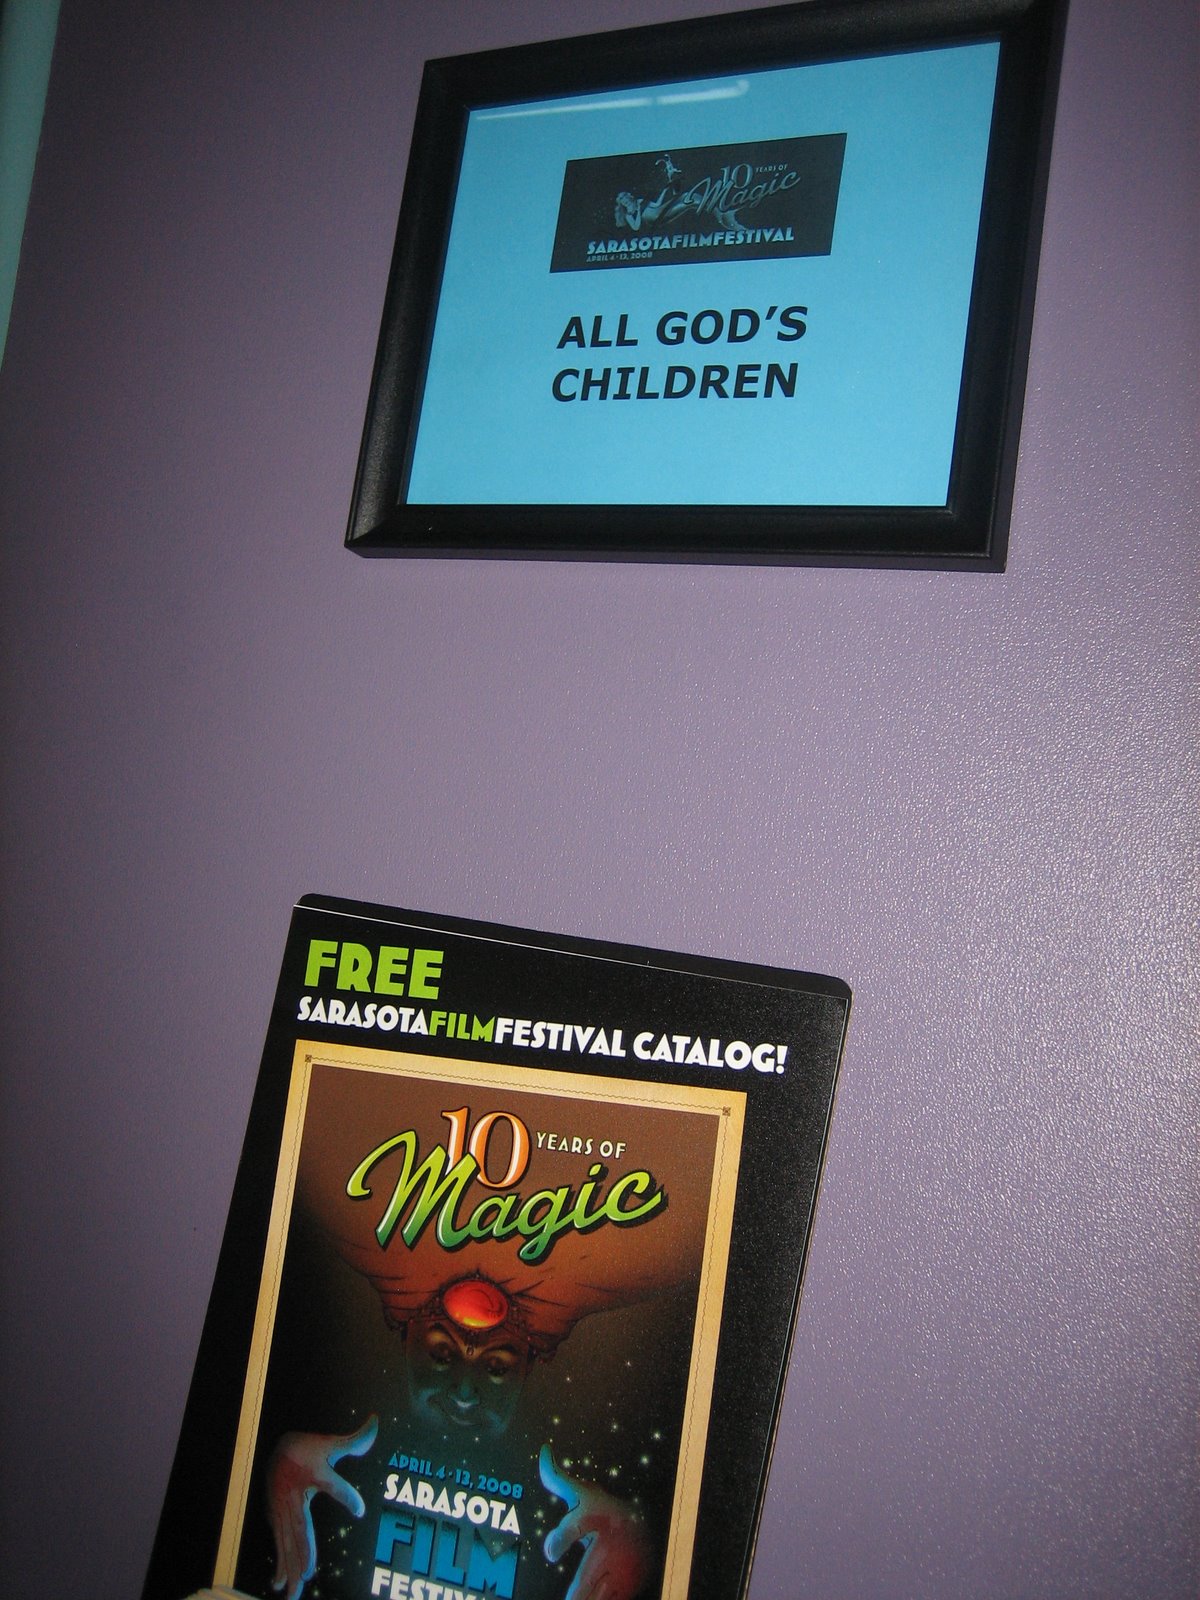 10 YEARS OF
Magic
SARASOTAFILMFESTIVAL
APRIL 4 - 13, 2008
ALL GOD'S
CHILDREN
FREE
SARASOTAFILMFESTIVAL CATALOG!
10 YEARS OF
Magic
APRIL 4 - 13, 2008
SARASOTA
FILM
FESTIVA